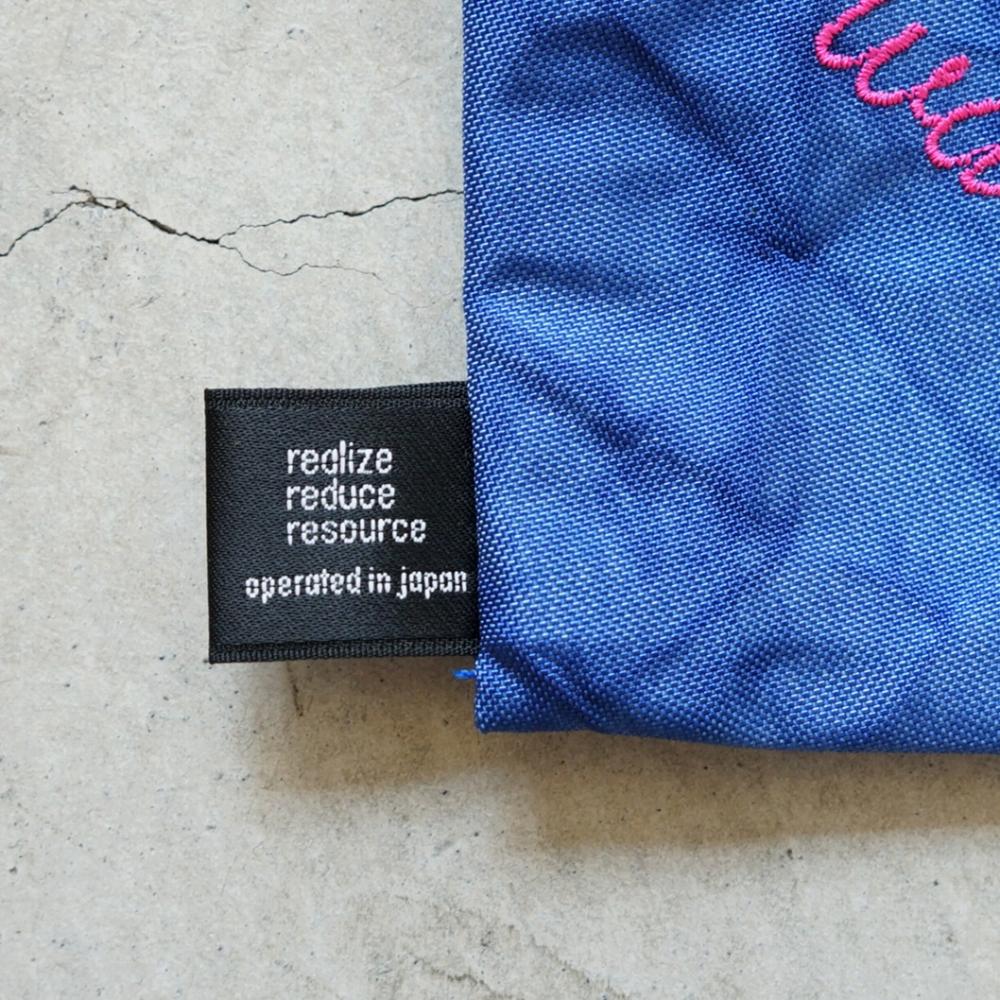 realize
reduce
resource
operated in japan